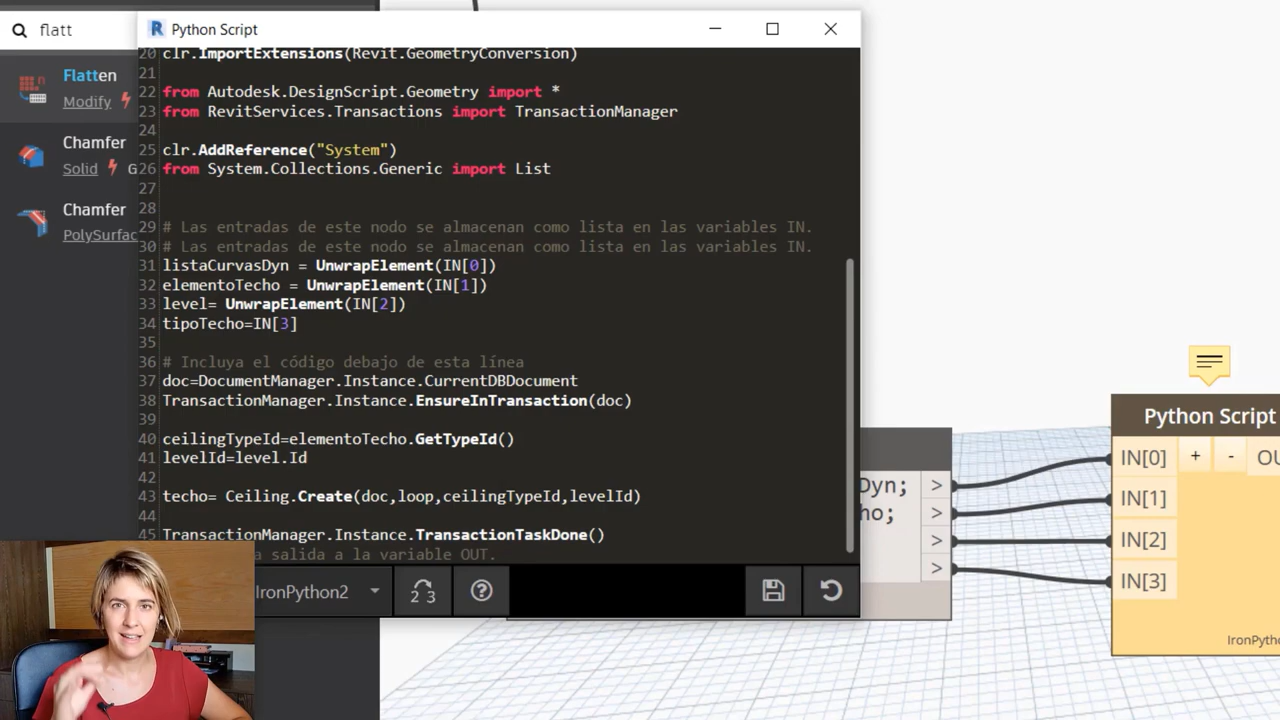 flatt
Flatten
Modify
Chamfer
Solid
G
Chamfer
PolySurfac
Python Script
20 clr.ImportExtensions(Revit.GeometryConversion)
21
22 from Autodesk.DesignScript.Geometry import *
23 from RevitServices.Transactions import TransactionManager
24
25 clr.AddReference("System")
26 from System.Collections.Generic import List
27
28
29 # Las entradas de este nodo se almacenan como lista en las variables IN.
30 # Las entradas de este nodo se almacenan como lista en las variables IN.
31 listaCurvasDyn = UnwrapElement(IN[0])
32 elementoTecho = UnwrapElement(IN[1])
33 level= UnwrapElement(IN[2])
34 tipoTecho=IN[3]
35
36 # Incluya el código debajo de esta línea
37 doc=DocumentManager.Instance.CurrentDBDocument
38 TransactionManager.Instance.EnsureInTransaction(doc)
39
40 ceilingTypeId=elementoTecho.GetTypeId()
41 levelId=level.Id
42
43 techo= Ceiling.Create(doc,loop,ceilingTypeId,levelId)
44
45 TransactionManager.Instance.TransactionTaskDone()
a salida a la variable OUT.
IronPython2
Dyn; >
ho; >
>
>
Python Script
IN[0] + - OU
IN[1]
IN[2]
IN[3]
IronPytho